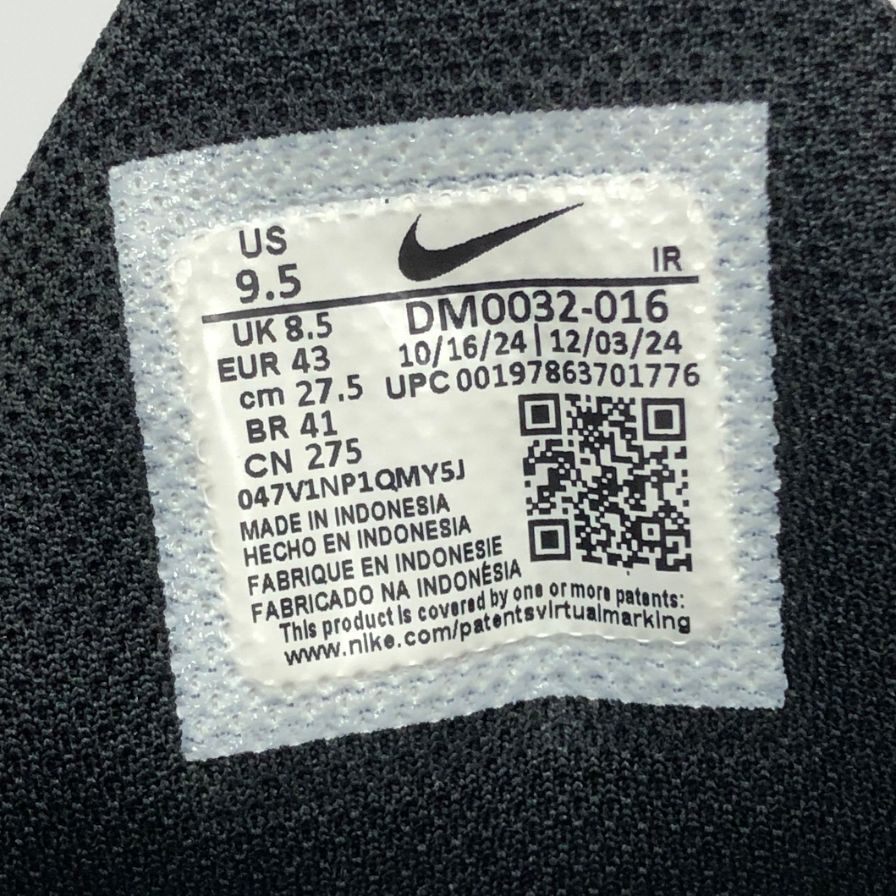 US
9.5
IR
UK 8.5
EUR 43
cm 27.5
BR 41
CN 275
DM0032-016
10/16/24 | 12/03/24
UPC 00197863701776
047V1NP1QMY5J
MADE IN INDONESIA
HECHO EN INDONESIA
FABRIQUE EN INDONESIE
FABRICADO NA INDONÉSIA
This product is covered by one or more patents:
www.nike.com/patentsvirtualmarking